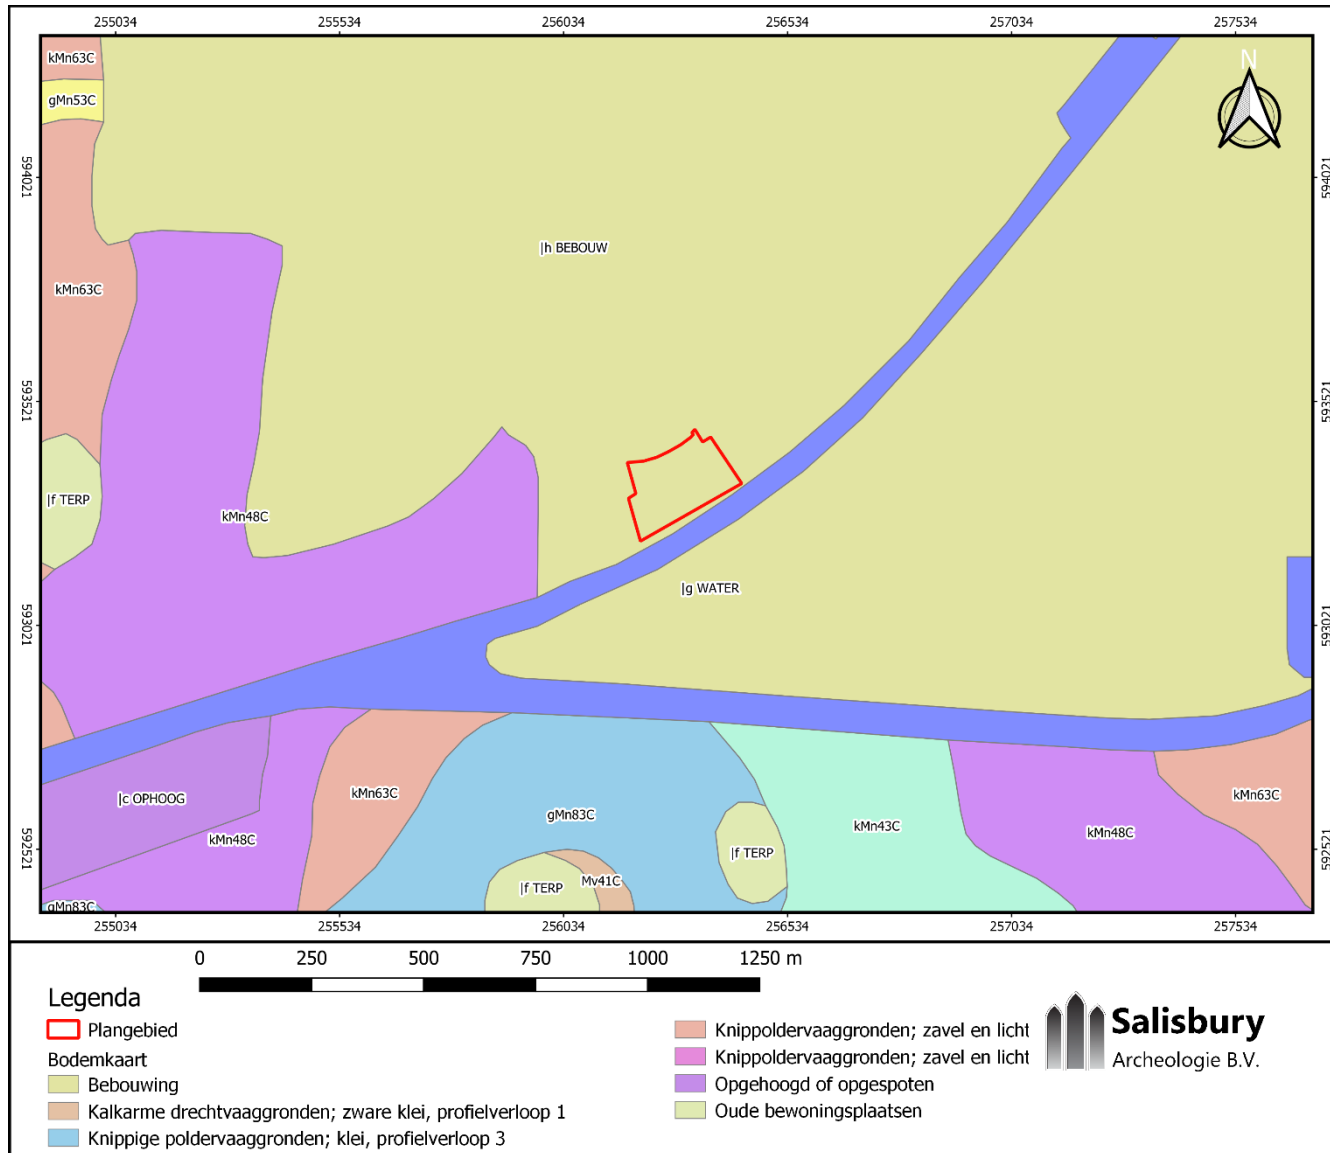 255034 255534 256034 256534 257034 257534
N
kMn63C
gMn53C
594021 594021
|h BEBOUW
kMn63C
593521 593521
|f TERP
kMn48C
|g WATER
593021 593021
|c OPHOOG
kMn63C
kMn63C
gMn83C
kMn43C
kMn48C
kMn48C
592521 592521
|f TERP
Mv41C
|f TERP
gMn83C
255034 255534 256034 256534 257034 257534
0 250 500 750 1000 1250 m
Legenda
Plangebied
Bodemkaart
Bebouwing
Kalkarme drechtvaaggronden; zware klei, profielverloop 1
Knippige poldervaaggronden; klei, profielverloop 3
Knippoldervaaggronden; zavel en licht
Knippoldervaaggronden; zavel en licht
Opgehoogd of opgespoten
Oude bewoningsplaatsen
Salisbury
Archeologie B.V.